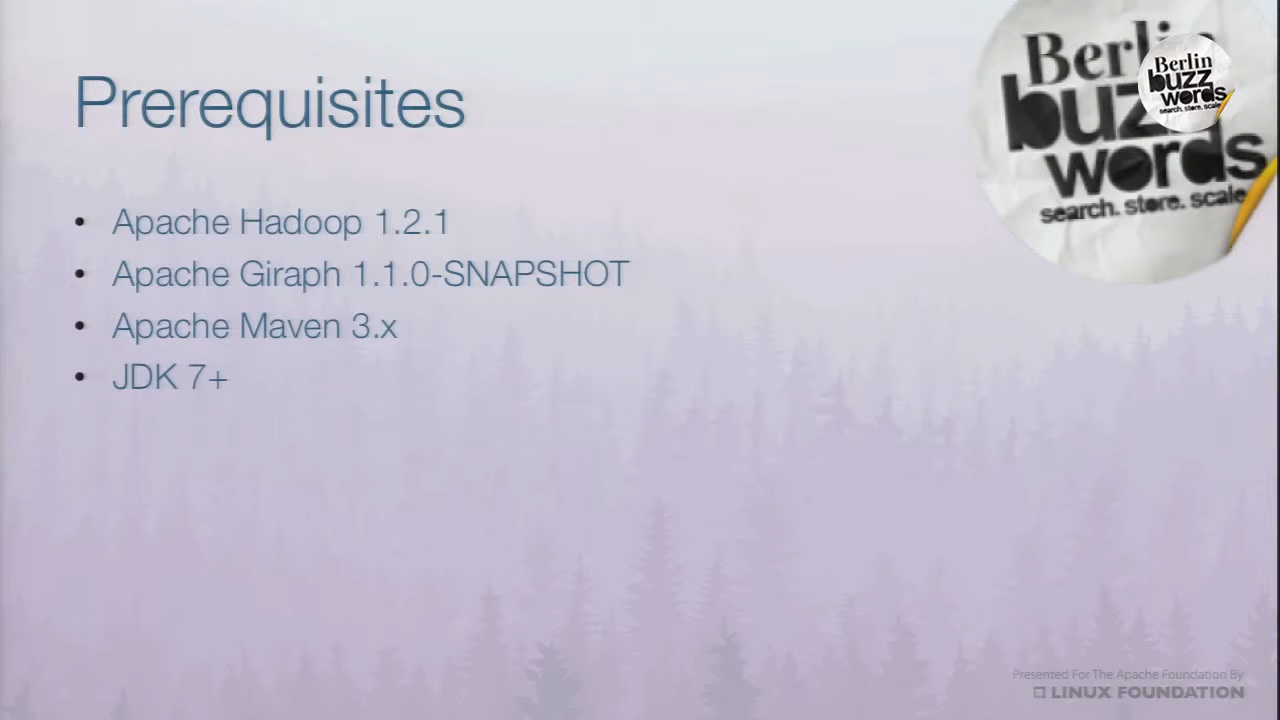 Prerequisites
• Apache Hadoop 1.2.1
• Apache Giraph 1.1.0-SNAPSHOT
• Apache Maven 3.x
• JDK 7+
Berlin
buzz
words
search. store. scale
Berlin
buzz
words
search. store. scale
Presented For The Apache Foundation By
LINUX FOUNDATION